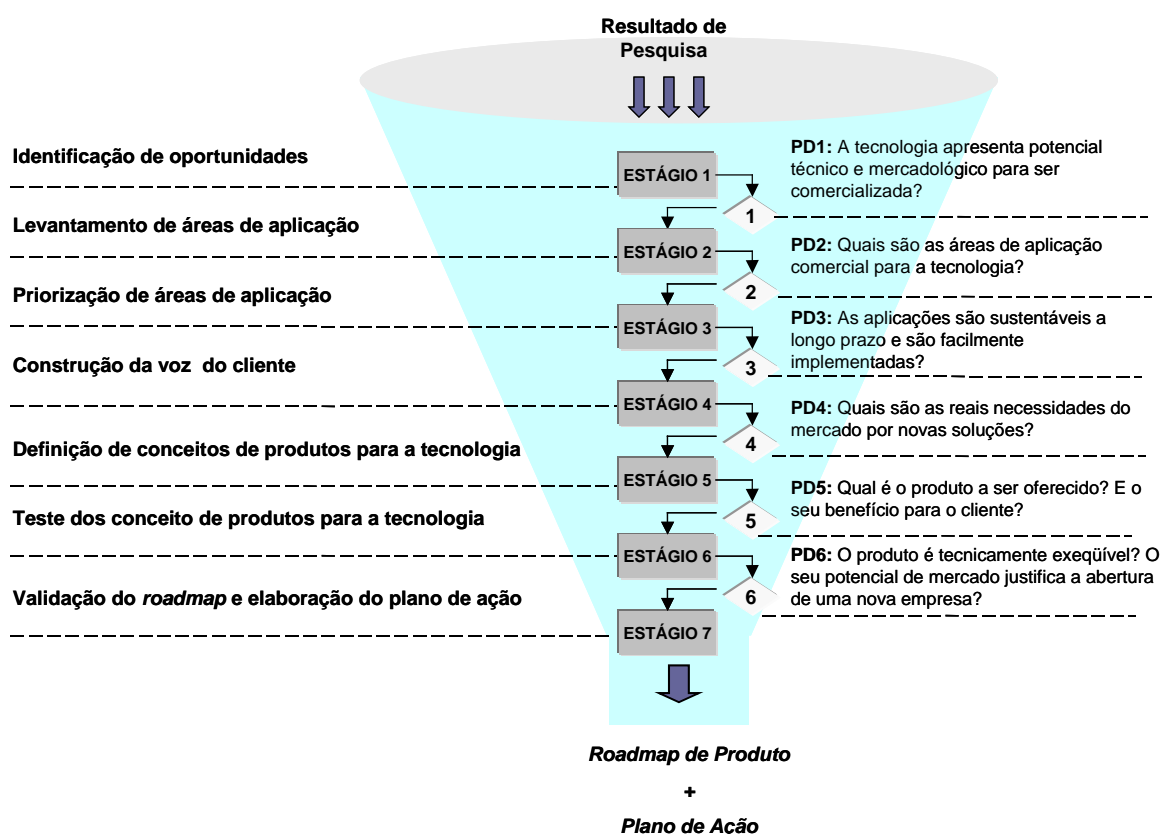 Resultado de
Pesquisa
Identificação de oportunidades
ESTÁGIO 1
PD1: A tecnologia apresenta potencial
técnico e mercadológico para ser
comercializada?
1
Levantamento de áreas de aplicação
ESTÁGIO 2
PD2: Quais são as áreas de aplicação
comercial para a tecnologia?
2
Priorização de áreas de aplicação
ESTÁGIO 3
PD3: As aplicações são sustentáveis a
longo prazo e são facilmente
implementadas?
3
Construção da voz do cliente
ESTÁGIO 4
PD4: Quais são as reais necessidades do
mercado por novas soluções?
4
Definição de conceitos de produtos para a tecnologia
ESTÁGIO 5
PD5: Qual é o produto a ser oferecido? E o
seu benefício para o cliente?
5
Teste dos conceito de produtos para a tecnologia
ESTÁGIO 6
PD6: O produto é tecnicamente exeqüível? O
seu potencial de mercado justifica a abertura
de uma nova empresa?
6
Validação do roadmap e elaboração do plano de ação
ESTÁGIO 7
Roadmap de Produto
+
Plano de Ação